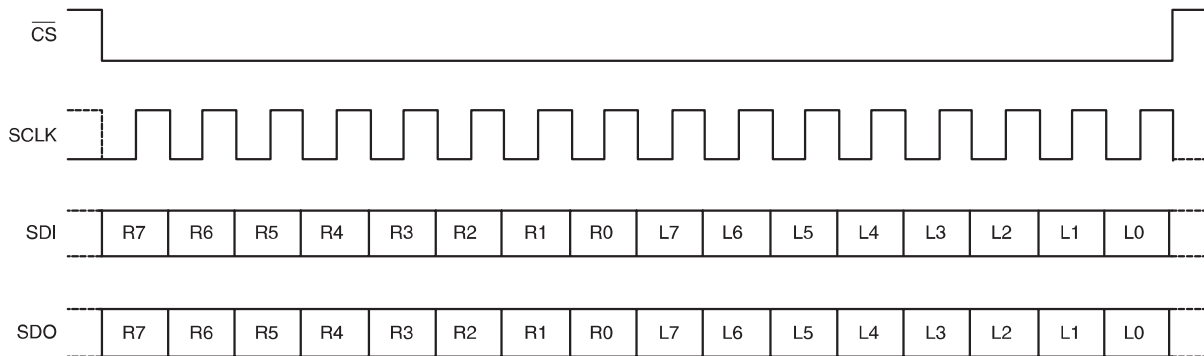 CS
SCLK
SDI R7 R6 R5 R4 R3 R2 R1 R0 L7 L6 L5 L4 L3 L2 L1 L0
SDO R7 R6 R5 R4 R3 R2 R1 R0 L7 L6 L5 L4 L3 L2 L1 L0